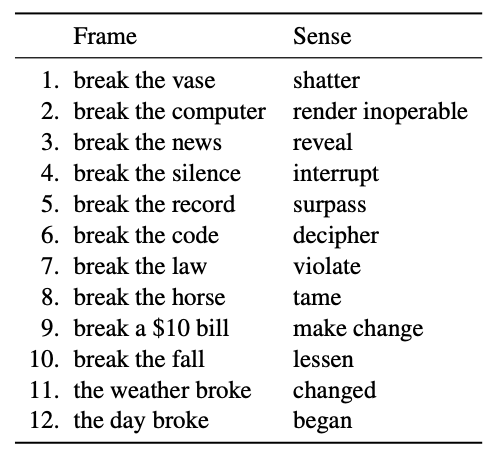 Frame Sense
1. break the vase shatter
2. break the computer render inoperable
3. break the news reveal
4. break the silence interrupt
5. break the record surpass
6. break the code decipher
7. break the law violate
8. break the horse tame
9. break a $10 bill make change
10. break the fall lessen
11. the weather broke changed
12. the day broke began